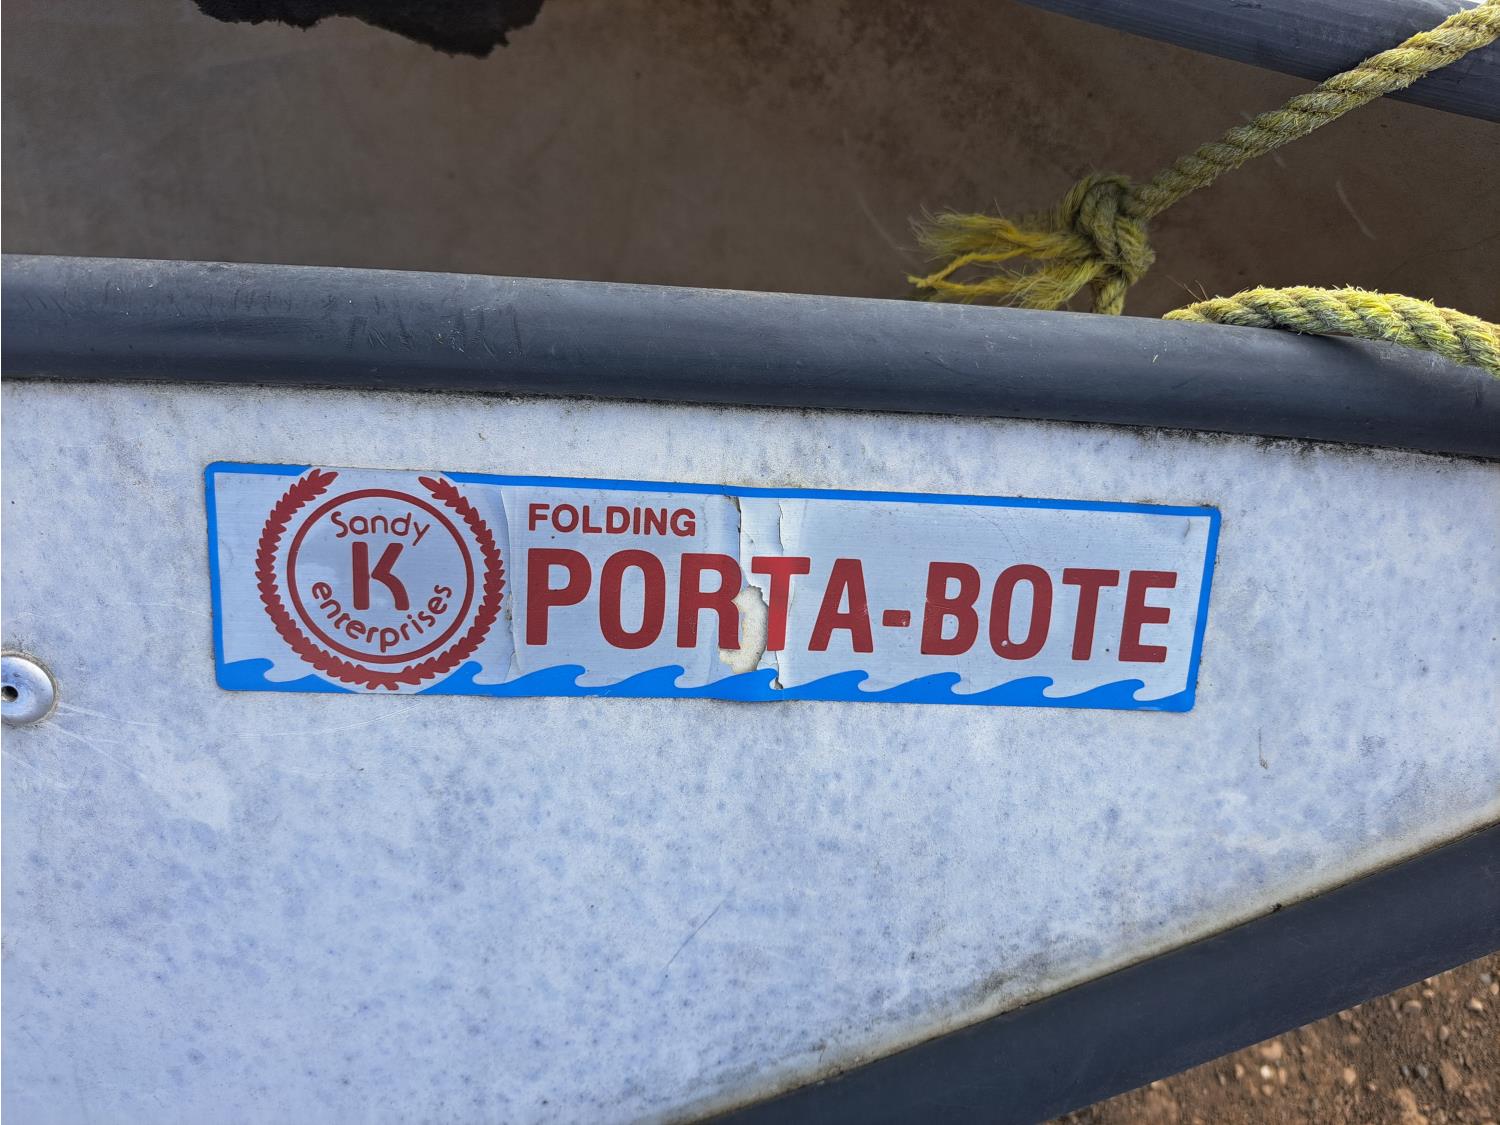 Sandy
K
enterprises
FOLDING
PORTA-BOTE